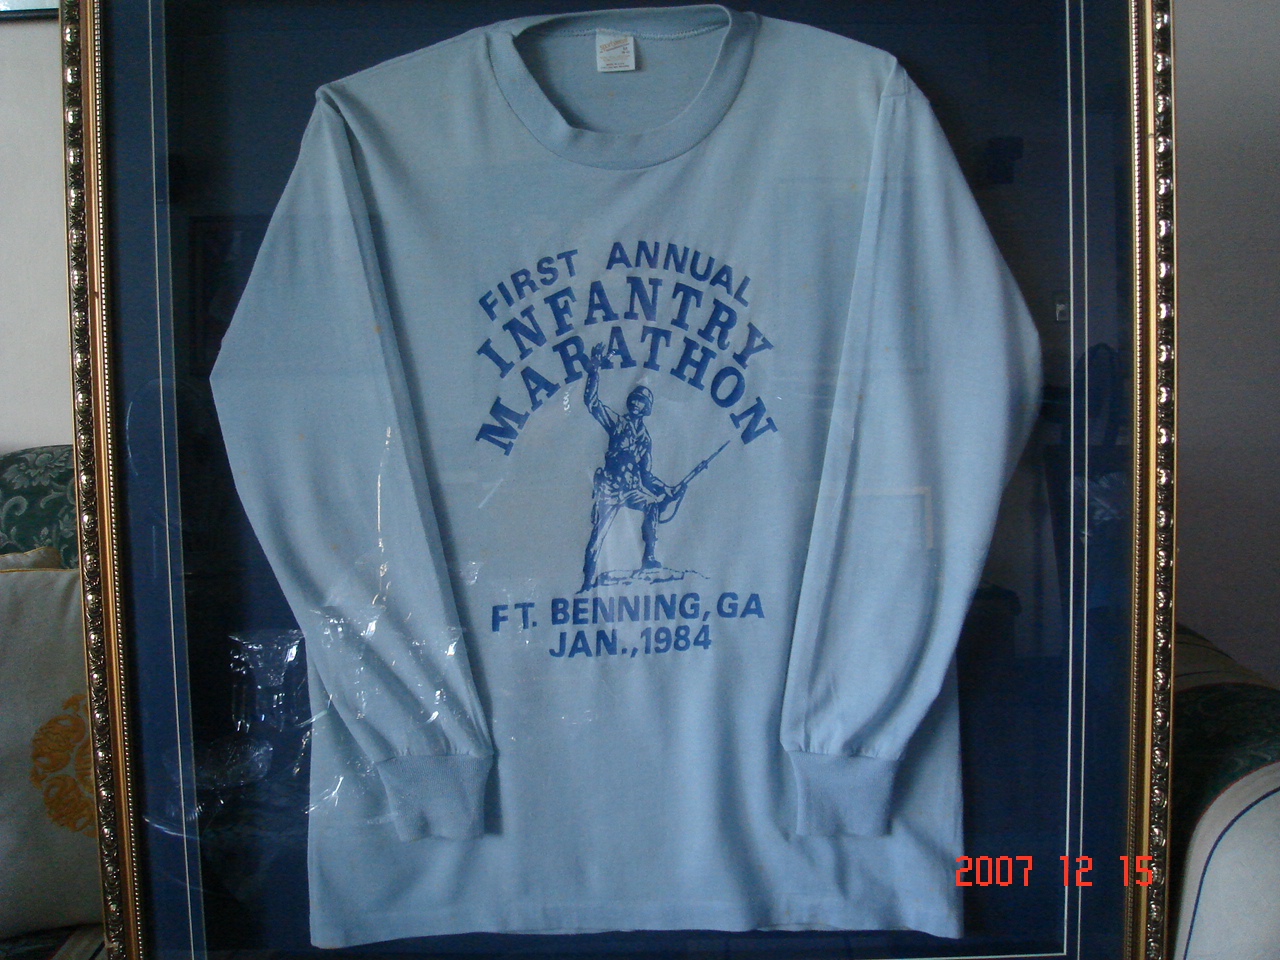 FIRST ANNUAL
INFANTRY
MARATHON
FT. BENNING, GA
JAN., 1984
2007 12 15